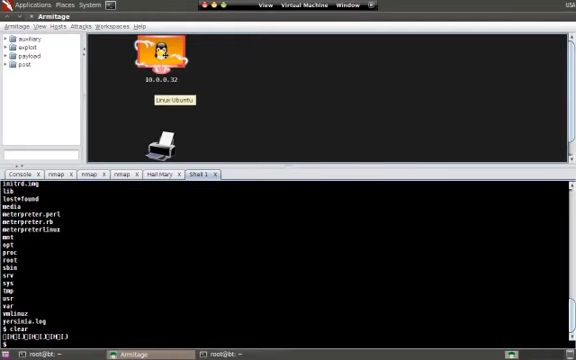 Applications Places System
View Virtual Machine Window
USA
Armitage
Armitage View Hosts Attacks Workspaces Help
auxiliary
exploit
payload
post
10.0.0.32
Linux Ubuntu
Console X nmap X nmap X nmap X Hail Mary X Shell 1 X
initrd.img
lib
lost+found
media
meterpreter.perl
meterpreter.rb
meterpreterlinux
mnt
opt
proc
root
sbin
srv
sys
tmp
usr
var
vmlinuz
yersinia.log
$ clear
$
root@bt: ~
Armitage
root@bt: ~